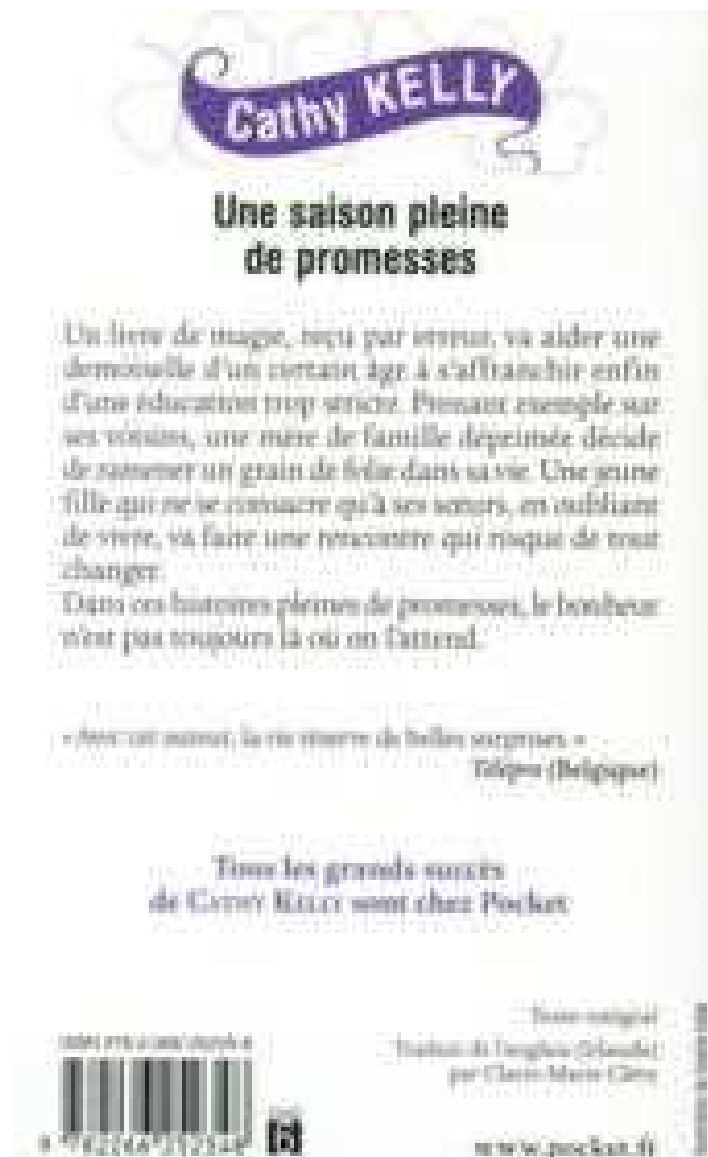 Cathy KELLY
Une saison pleine
de promesses
Un livre de magie, reçu par erreur, va aider une
demoiselle d'un certain âge à s'affranchir enfin
d'une éducation trop stricte. Prenant exemple sur
ses voisins, une mère de famille déprimée décide
de ramener un grain de folie dans sa vie. Une jeune
fille qui ne se consacre qu'à ses sœurs, en oubliant
de vivre, va faire une rencontre qui risque de tout
changer.
Dans ces histoires pleines de promesses, le bonheur
n'est pas toujours là où on l'attend.
« Avec cet auteur, la vie réserve de belles surprises. »
Télépro (Belgique)
Tous les grands succès
de CATHY KELLY sont chez Pocket
Texte intégral
Traduit de l'anglais (Irlande)
par Claire-Marie
www.pocket.fr